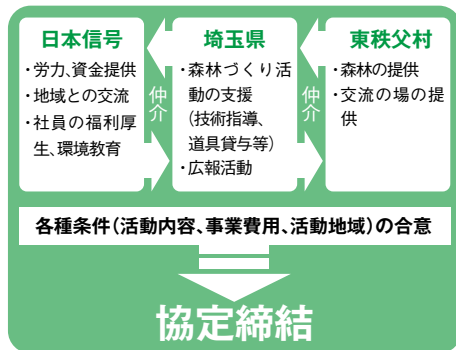 日本信号
・労力、資金提供
・地域との交流
・社員の福利厚
生、環境教育
仲介
埼玉県
・森林づくり活
動の支援
(技術指導、
道具貸与等)
・広報活動
仲介
東秩父村
・森林の提供
・交流の場の提
供
各種条件(活動内容、事業費用、活動地域)の合意
協定締結